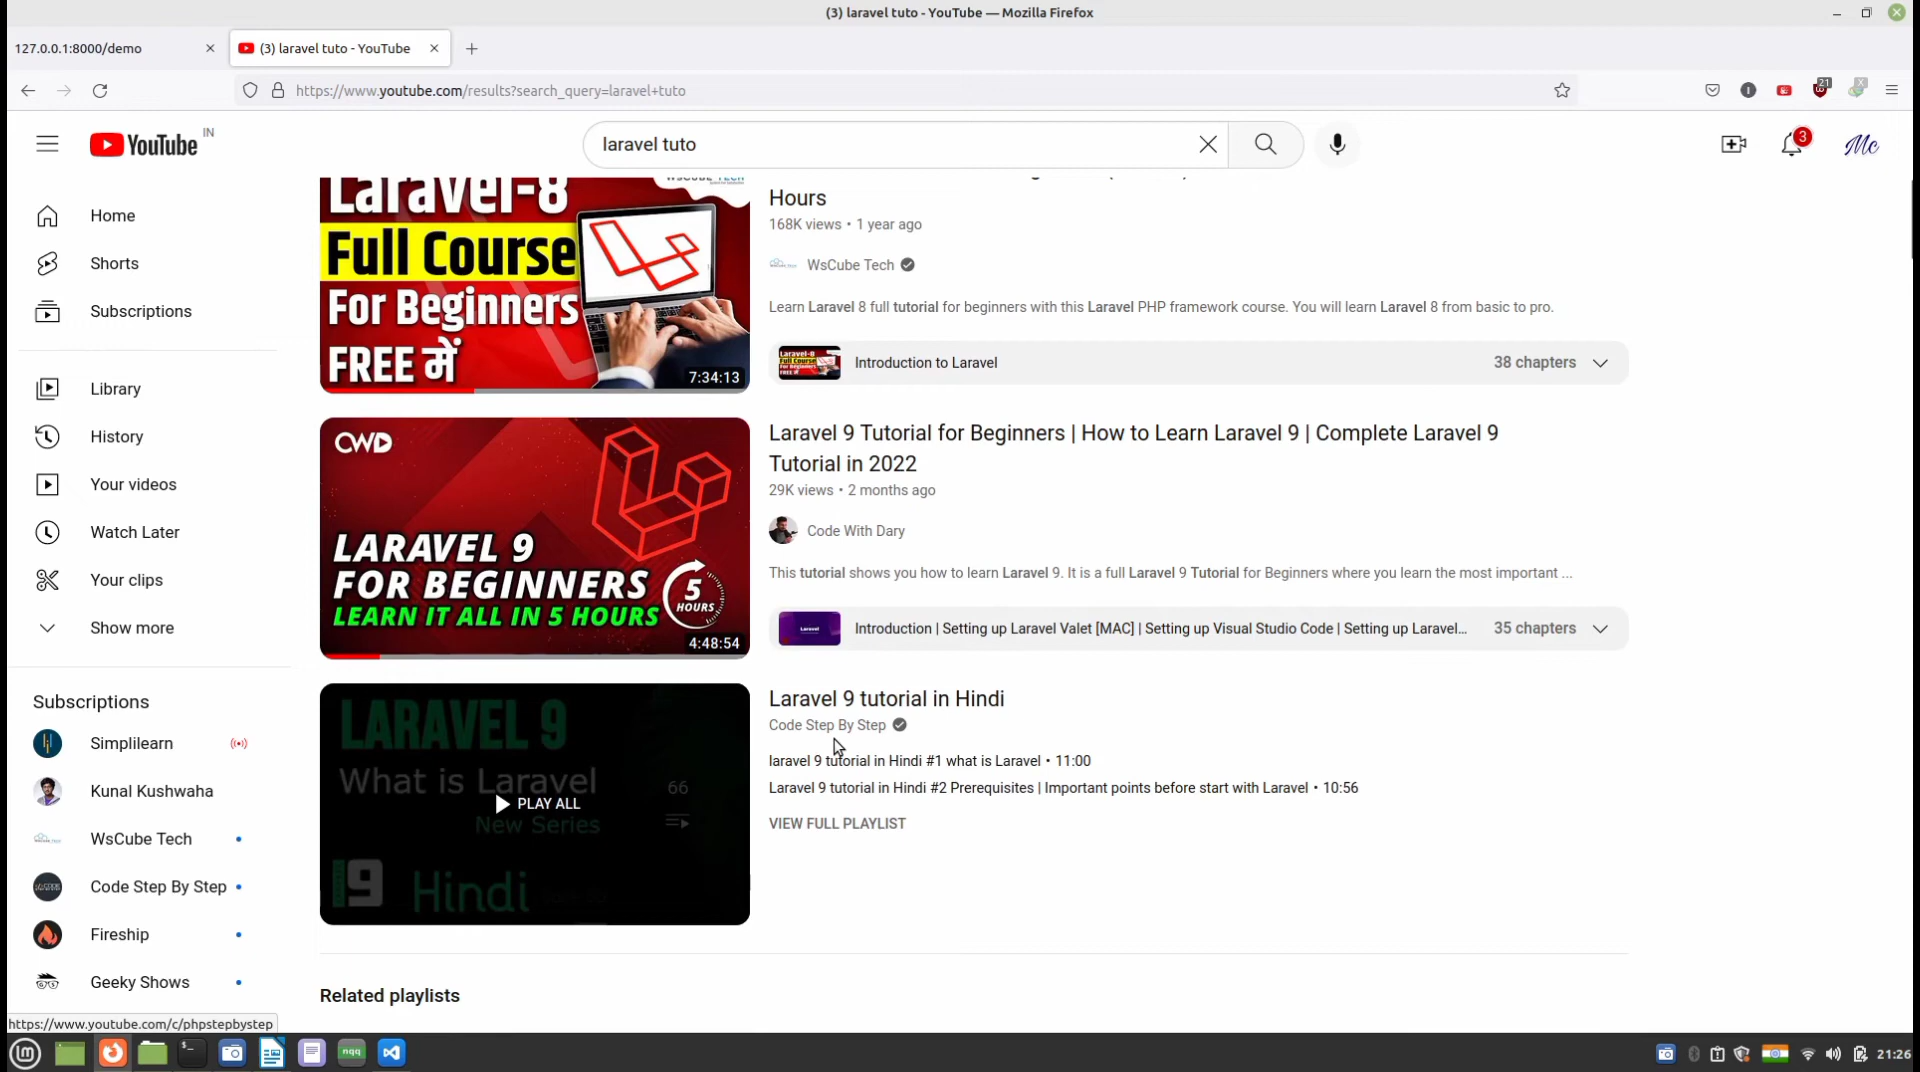 (3) laravel tuto - YouTube — Mozilla Firefox
127.0.0.1:8000/demo
(3) laravel tuto - YouTube
https://www.youtube.com/results?search_query=laravel+tuto
21
YouTube IN
laravel tuto
3
Mc
Home
Shorts
Subscriptions
Library
History
Your videos
Watch Later
Your clips
Show more
Subscriptions
Simplilearn
Kunal Kushwaha
WsCube Tech
Code Step By Step
Fireship
Geeky Shows
Laravel-8
Full Course
For Beginners
FREE में
7:34:13
Hours
168K views • 1 year ago
WsCube Tech
Learn Laravel 8 full tutorial for beginners with this Laravel PHP framework course. You will learn Laravel 8 from basic to pro.
Introduction to Laravel
38 chapters
CWD
LARAVEL 9
FOR BEGINNERS
LEARN IT ALL IN 5 HOURS
5
HOURS
4:48:54
Laravel 9 Tutorial for Beginners | How to Learn Laravel 9 | Complete Laravel 9
Tutorial in 2022
29K views • 2 months ago
Code With Dary
This tutorial shows you how to learn Laravel 9. It is a full Laravel 9 Tutorial for Beginners where you learn the most important ...
Introduction | Setting up Laravel Valet [MAC] | Setting up Visual Studio Code | Setting up Laravel...
35 chapters
LARAVEL 9
What is Laravel
66
PLAY ALL
New Series
9 Hindi
Laravel 9 tutorial in Hindi
Code Step By Step
laravel 9 tutorial in Hindi #1 what is Laravel • 11:00
Laravel 9 tutorial in Hindi #2 Prerequisites | Important points before start with Laravel • 10:56
VIEW FULL PLAYLIST
Related playlists
https://www.youtube.com/c/phpstepbystep
nqq
21:26